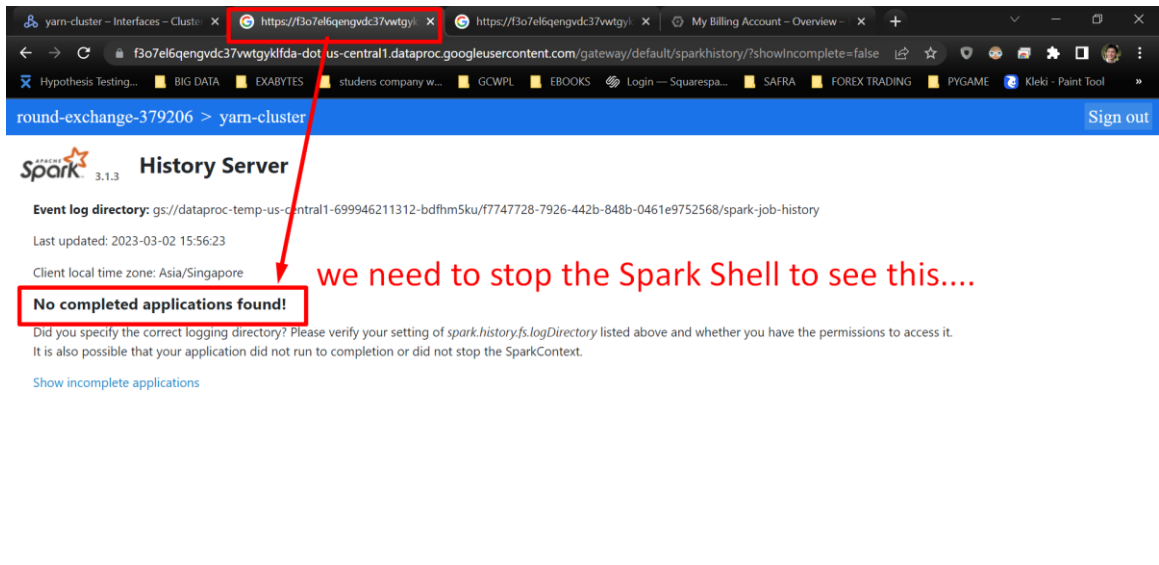 yarn-cluster – Interfaces – Cluste
https://f3o7el6qengvdc37vwtgyk
https://f3o7el6qengvdc37vwtgyk
My Billing Account – Overview –
f3o7el6qengvdc37vwtgyklfda-dot-us-central1.dataproc.googleusercontent.com/gateway/default/sparkhistory/?showIncomplete=false
Hypothesis Testing...
BIG DATA
EXABYTES
studens company w...
GCWPL
EBOOKS
Login — Squarespa...
SAFRA
FOREX TRADING
PYGAME
Kleki - Paint Tool
»
round-exchange-379206 > yarn-cluster
Sign out
APACHE
Spark 3.1.3
History Server
Event log directory: gs://dataproc-temp-us-central1-699946211312-bdfhm5ku/f7747728-7926-442b-848b-0461e9752568/spark-job-history
Last updated: 2023-03-02 15:56:23
Client local time zone: Asia/Singapore
we need to stop the Spark Shell to see this....
No completed applications found!
Did you specify the correct logging directory? Please verify your setting of spark.history.fs.logDirectory listed above and whether you have the permissions to access it.
It is also possible that your application did not run to completion or did not stop the SparkContext.
Show incomplete applications